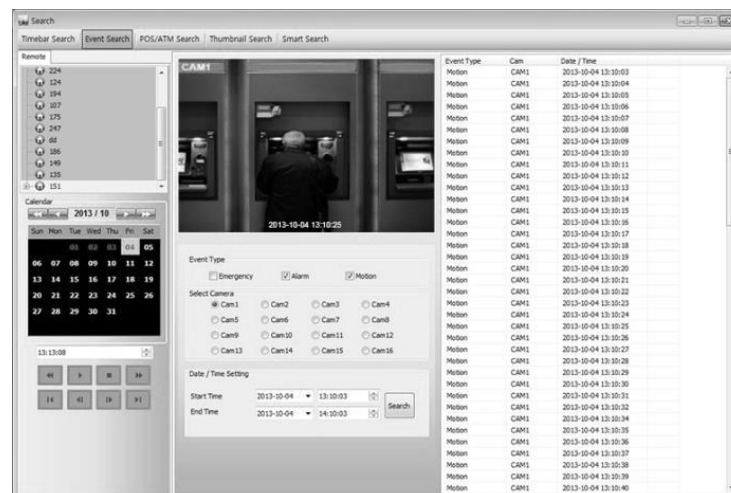 Search
Timebar Search Event Search POS/ATM Search Thumbnail Search Smart Search
Remote
224
124
194
107
175
247
dd
186
149
135
151
Calendar
2013 / 10
Sun Mon Tue Wed Thu Fri Sat
01 02 03 04 05
06 07 08 09 10 11 12
13 14 15 16 17 18 19
20 21 22 23 24 25 26
27 28 29 30 31
13:13:08
CAM1
2013-10-04 13:10:25
Event Type
Emergency Alarm Motion
Select Camera
Cam1 Cam2 Cam3 Cam4
Cam5 Cam6 Cam7 Cam8
Cam9 Cam10 Cam11 Cam12
Cam13 Cam14 Cam15 Cam16
Date / Time Setting
Start Time 2013-10-04 13:10:03
End Time 2013-10-04 14:10:03
Search
Event Type Cam Date / Time
Motion CAM1 2013-10-04 13:10:03
Motion CAM1 2013-10-04 13:10:04
Motion CAM1 2013-10-04 13:10:05
Motion CAM1 2013-10-04 13:10:06
Motion CAM1 2013-10-04 13:10:07
Motion CAM1 2013-10-04 13:10:08
Motion CAM1 2013-10-04 13:10:09
Motion CAM1 2013-10-04 13:10:10
Motion CAM1 2013-10-04 13:10:11
Motion CAM1 2013-10-04 13:10:12
Motion CAM1 2013-10-04 13:10:13
Motion CAM1 2013-10-04 13:10:14
Motion CAM1 2013-10-04 13:10:15
Motion CAM1 2013-10-04 13:10:16
Motion CAM1 2013-10-04 13:10:17
Motion CAM1 2013-10-04 13:10:18
Motion CAM1 2013-10-04 13:10:19
Motion CAM1 2013-10-04 13:10:20
Motion CAM1 2013-10-04 13:10:21
Motion CAM1 2013-10-04 13:10:22
Motion CAM1 2013-10-04 13:10:23
Motion CAM1 2013-10-04 13:10:24
Motion CAM1 2013-10-04 13:10:25
Motion CAM1 2013-10-04 13:10:26
Motion CAM1 2013-10-04 13:10:27
Motion CAM1 2013-10-04 13:10:28
Motion CAM1 2013-10-04 13:10:29
Motion CAM1 2013-10-04 13:10:30
Motion CAM1 2013-10-04 13:10:31
Motion CAM1 2013-10-04 13:10:32
Motion CAM1 2013-10-04 13:10:34
Motion CAM1 2013-10-04 13:10:35
Motion CAM1 2013-10-04 13:10:36
Motion CAM1 2013-10-04 13:10:37
Motion CAM1 2013-10-04 13:10:38
Motion CAM1 2013-10-04 13:10:39
Motion CAM1 2013-10-04 13:10:40